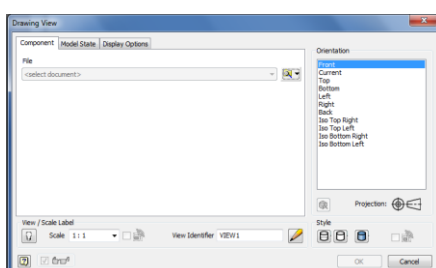 Drawing View
Component Model State Display Options
File
<select document>
Orientation
Front
Current
Top
Bottom
Left
Right
Back
Iso Top Right
Iso Top Left
Iso Bottom Right
Iso Bottom Left
Projection:
View / Scale Label
Scale 1 : 1
View Identifier VIEW1
Style
OK Cancel